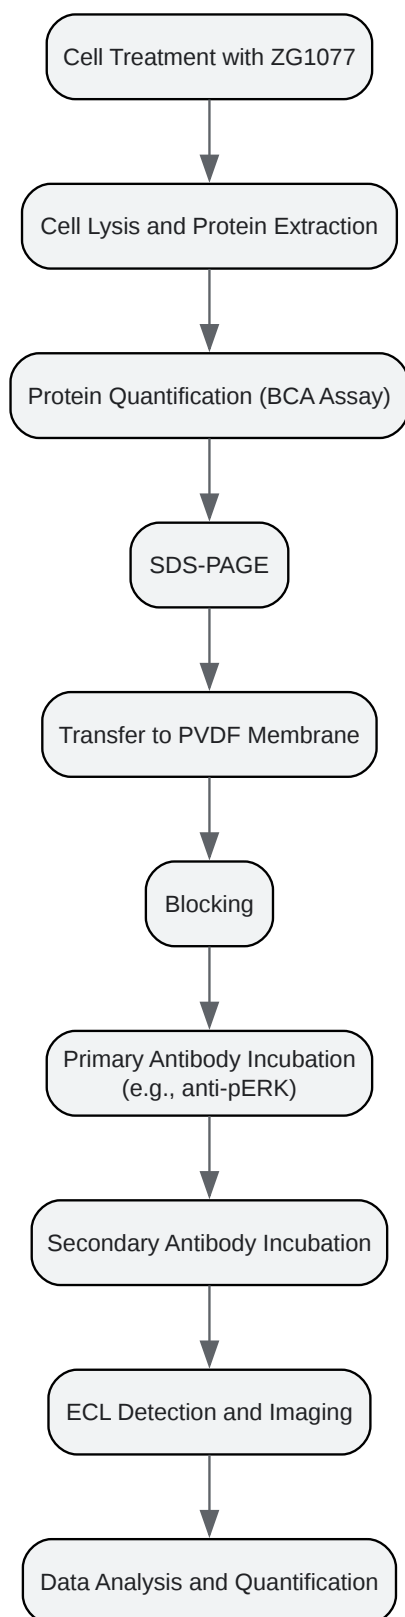 Cell Treatment with ZG1077
Cell Lysis and Protein Extraction
Protein Quantification (BCA Assay)
SDS-PAGE
Transfer to PVDF Membrane
Blocking
Primary Antibody Incubation
(e.g., anti-pERK)
Secondary Antibody Incubation
ECL Detection and Imaging
Data Analysis and Quantification